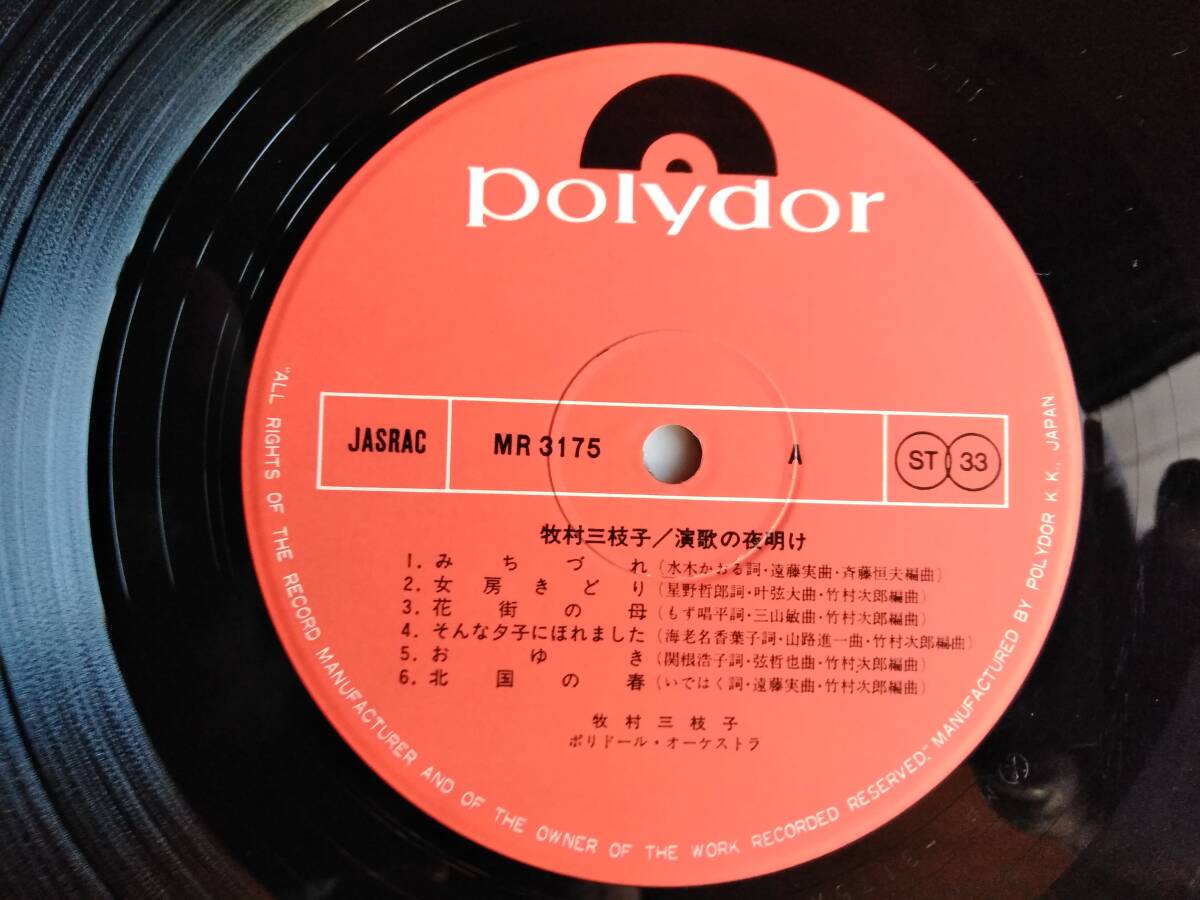 polydor
JASRAC MR 3175 A ST 33
牧村三枝子/演歌の夜明け
1. みちづれ (水木かおる詞・遠藤実曲・斉藤恒夫編曲)
2. 女房きどり (星野哲郎詞・叶弦大曲・竹村次郎編曲)
3. 花街の母 (もず唱平詞・三山敏曲・竹村次郎編曲)
4. そんな夕子にほれました (海老名香葉子詞・山路進一曲・竹村次郎編曲)
5. おゆき (関根浩子詞・弦哲也曲・竹村次郎編曲)
6. 北国の春 (いではく詞・遠藤実曲・竹村次郎編曲)
牧村三枝子
ポリドール・オーケストラ
"ALL RIGHTS OF THE RECORD MANUFACTURER AND OF THE OWNER OF THE WORK RECORDED RESERVED." MANUFACTURED BY POLYDOR K.K., JAPAN